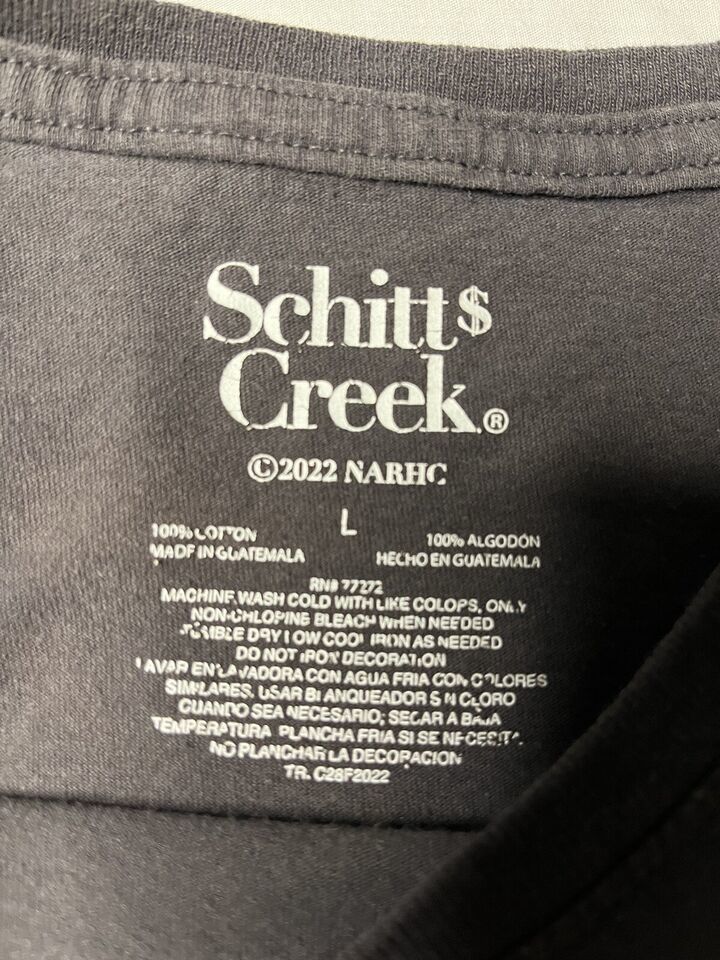 Schitt$
Creek®
©2022 NARHC
L
100% COTTON
MADE IN GUATEMALA
100% ALGODÓN
HECHO EN GUATEMALA
RN# 77272
MACHINE WASH COLD WITH LIKE COLORS, ONLY
NON-CHLORINE BLEACH WHEN NEEDED
TUMBLE DRY LOW COOL IRON AS NEEDED
DO NOT IRON DECORATION
LAVAR EN LAVADORA CON AGUA FRIA CON COLORES
SIMILARES, USAR BLANQUEADOR SIN CLORO
CUANDO SEA NECESARIO; SECAR A BAJA
TEMPERATURA PLANCHA FRIA SI SE NECESITA
NO PLANCHAR LA DECORACION
TR. C28F2022